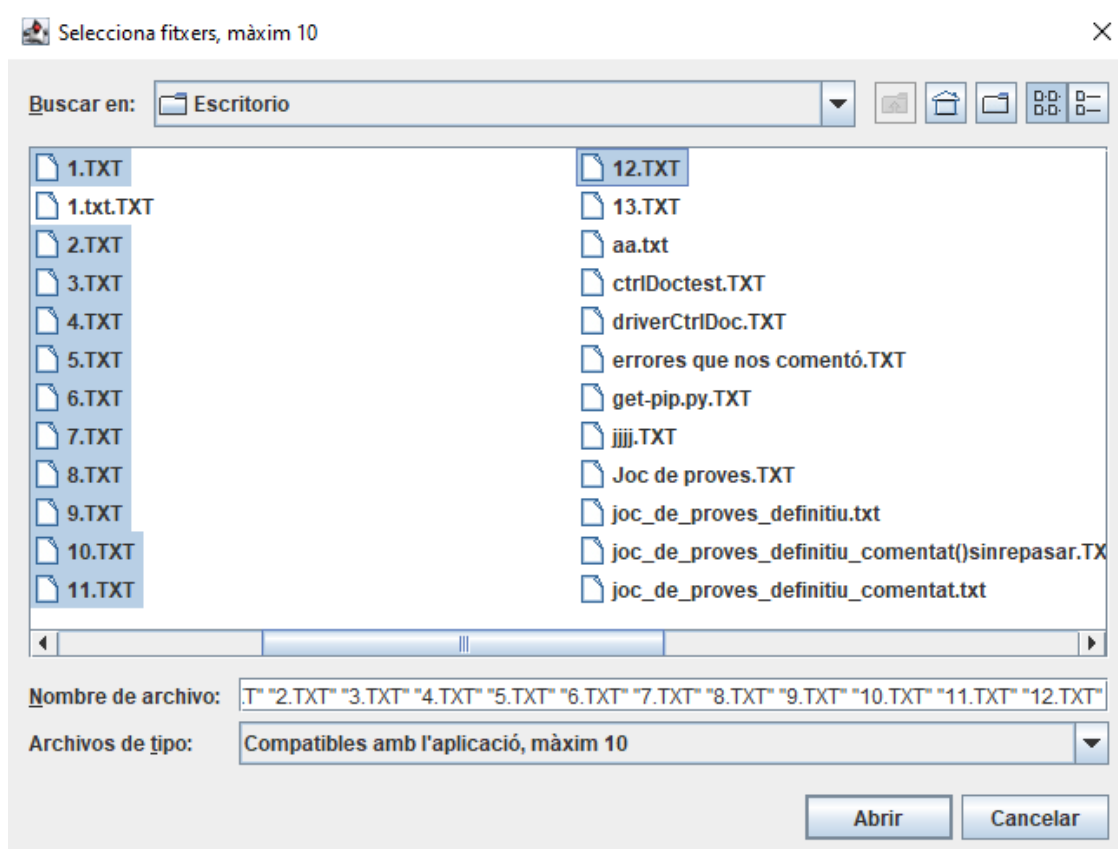 Selecciona fitxers, màxim 10
Buscar en: Escritorio
1.TXT
1.txt.TXT
2.TXT
3.TXT
4.TXT
5.TXT
6.TXT
7.TXT
8.TXT
9.TXT
10.TXT
11.TXT
12.TXT
13.TXT
aa.txt
ctrlDoctest.TXT
driverCtrlDoc.TXT
errores que nos comentó.TXT
get-pip.py.TXT
jjjj.TXT
Joc de proves.TXT
joc_de_proves_definitiu.txt
joc_de_proves_definitiu_comentat()sinrepasar.TX
joc_de_proves_definitiu_comentat.txt
Nombre de archivo: .T" "2.TXT" "3.TXT" "4.TXT" "5.TXT" "6.TXT" "7.TXT" "8.TXT" "9.TXT" "10.TXT" "11.TXT" "12.TXT"
Archivos de tipo: Compatibles amb l'aplicació, màxim 10
Abrir Cancelar